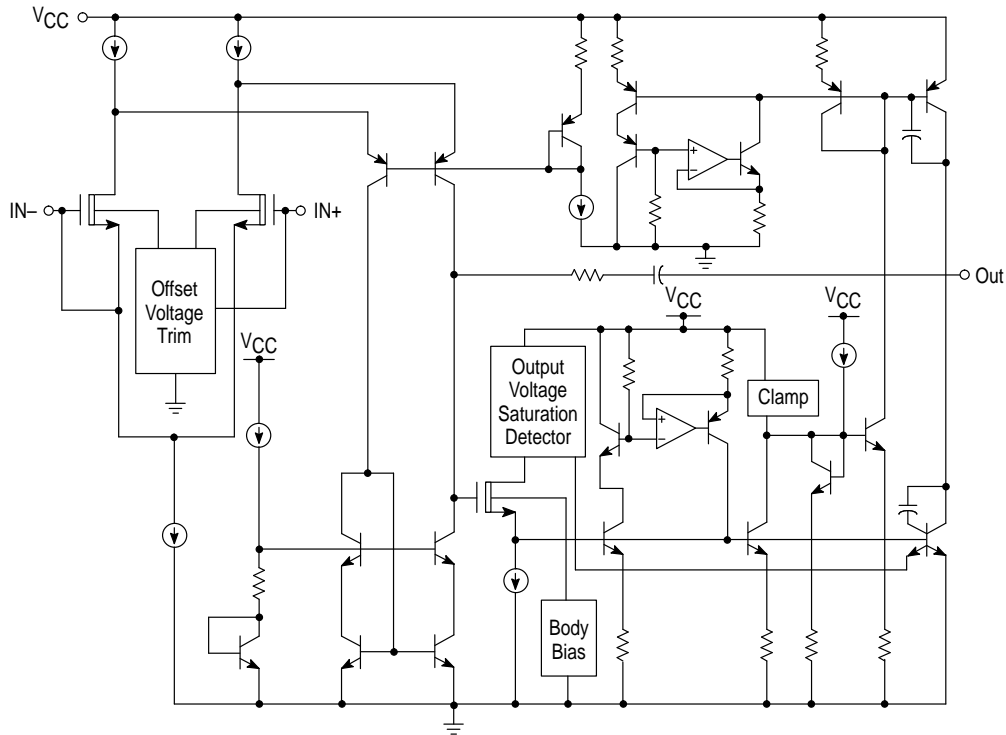 VCC
IN–
IN+
Offset
Voltage
Trim
+
–
Out
VCC
VCC
VCC
Output
Voltage
Saturation
Detector
+
–
Clamp
Body
Bias